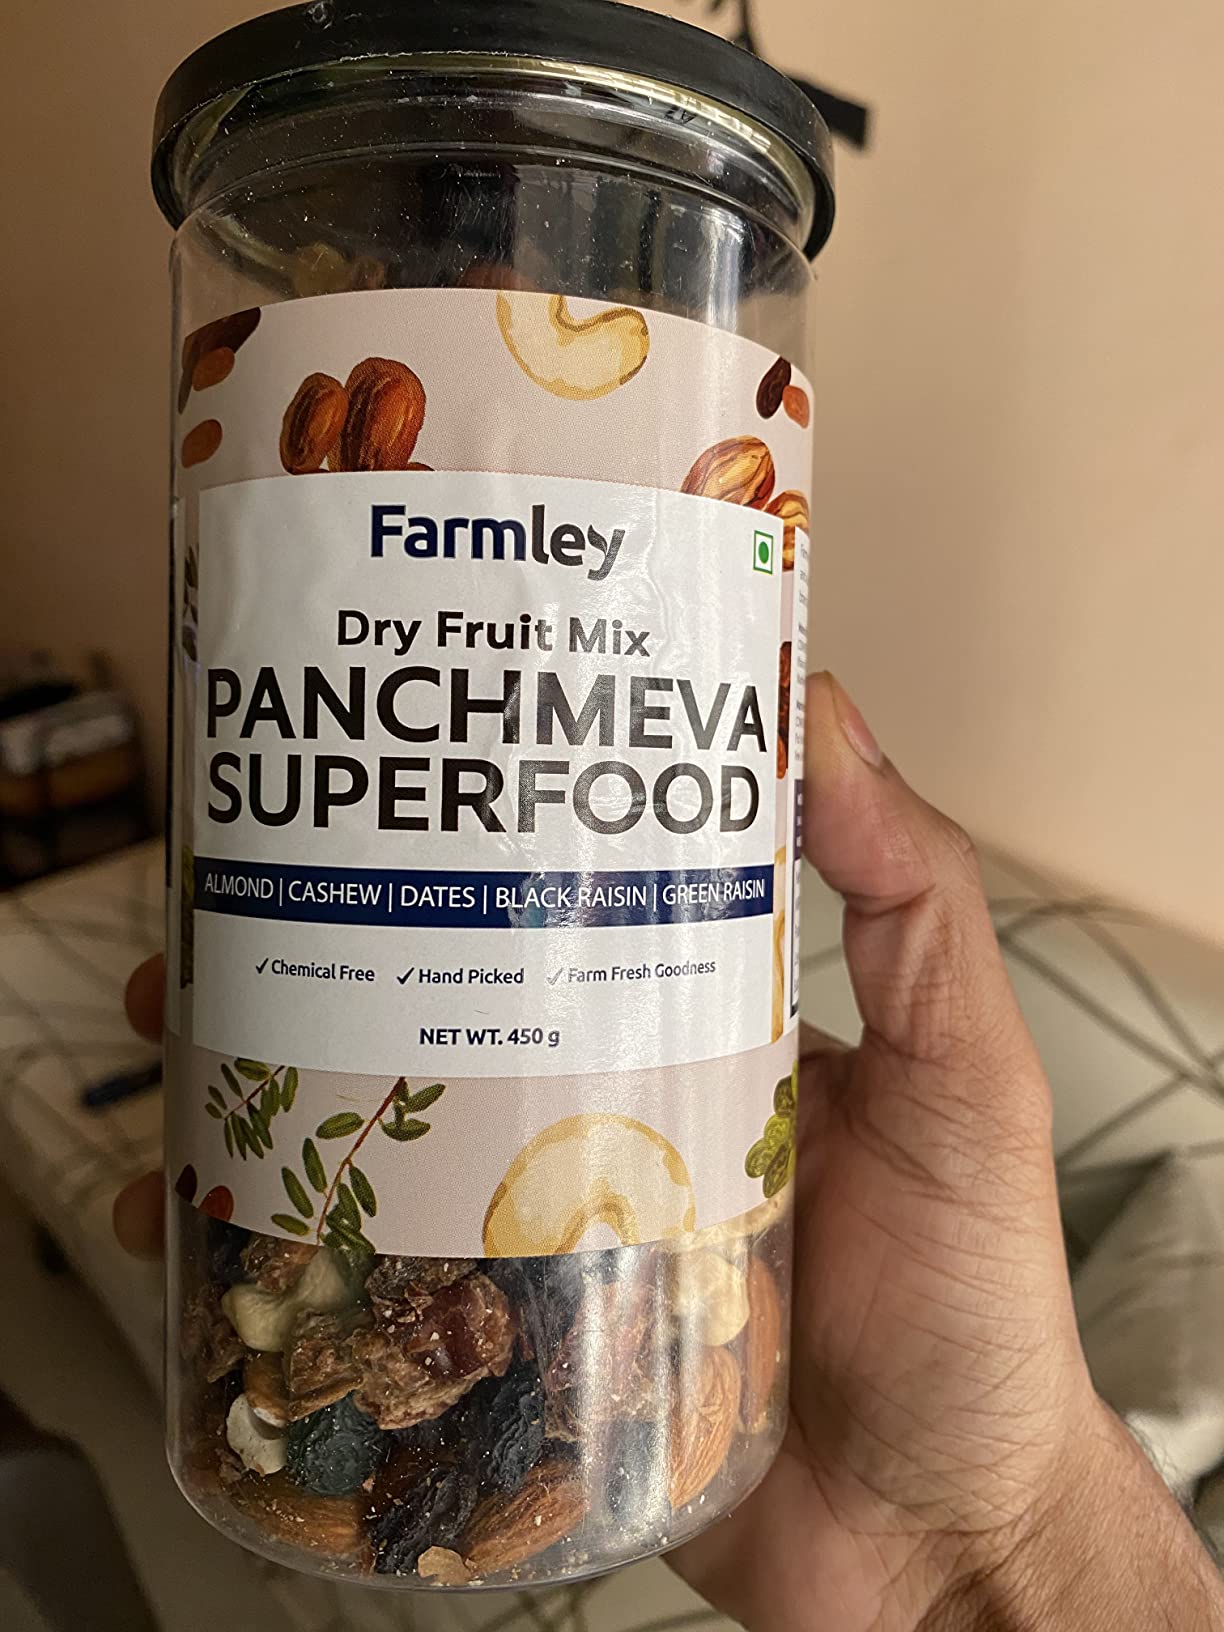 Farmley
Dry Fruit Mix
PANCHMEVA
SUPERFOOD
ALMOND | CASHEW | DATES | BLACK RAISIN | GREEN RAISIN
✓ Chemical Free ✓ Hand Picked ✓ Farm Fresh Goodness
NET WT. 450 g